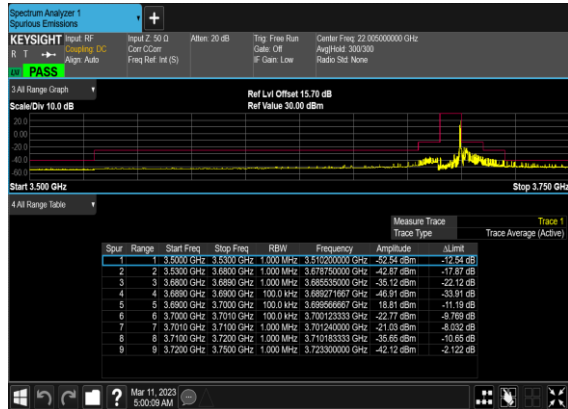 Spectrum Analyzer 1
Spurious Emissions
KEYSIGHT Input: RF Input Z: 50 Ω Atten: 20 dB Trig: Free Run Center Freq: 22.005000000 GHz
R T Coupling: DC Corr CCorr Gate: Off Avg|Hold: 300/300
Align: Auto Freq Ref: Int (S) IF Gain: Low Radio Std: None
PASS
3 All Range Graph
Ref Lvl Offset 15.70 dB
Scale/Div 10.0 dB Ref Value 30.00 dBm
20.0
0.00
-20.0
-40.0
-60.0
Start 3.500 GHz Stop 3.750 GHz
4 All Range Table
Measure Trace Trace 1
Trace Type Trace Average (Active)
Spur Range Start Freq Stop Freq RBW Frequency Amplitude ΔLimit
1 1 3.5000 GHz 3.5300 GHz 1.000 MHz 3.510200000 GHz -52.54 dBm -12.54 dB
2 2 3.5300 GHz 3.6800 GHz 1.000 MHz 3.678750000 GHz -42.87 dBm -17.87 dB
3 3 3.6800 GHz 3.6890 GHz 1.000 MHz 3.685535000 GHz -35.12 dBm -22.12 dB
4 4 3.6890 GHz 3.6900 GHz 100.0 kHz 3.689271667 GHz -46.91 dBm -33.91 dB
5 5 3.6900 GHz 3.7000 GHz 100.0 kHz 3.699566667 GHz 18.81 dBm -11.19 dB
6 6 3.7000 GHz 3.7010 GHz 100.0 kHz 3.700123333 GHz -22.77 dBm -9.769 dB
7 7 3.7010 GHz 3.7100 GHz 1.000 MHz 3.701240000 GHz -21.03 dBm -8.032 dB
8 8 3.7100 GHz 3.7200 GHz 1.000 MHz 3.710183333 GHz -35.65 dBm -10.65 dB
9 9 3.7200 GHz 3.7500 GHz 1.000 MHz 3.723300000 GHz -42.12 dBm -2.122 dB
? Mar 11, 2023
5:00:09 AM